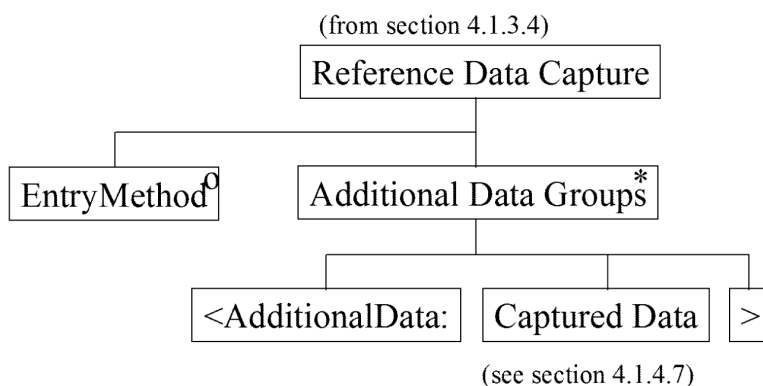 (from section 4.1.3.4)
Reference Data Capture
EntryMethod o
Additional Data Groups *
<AdditionalData:
Captured Data
>
(see section 4.1.4.7)